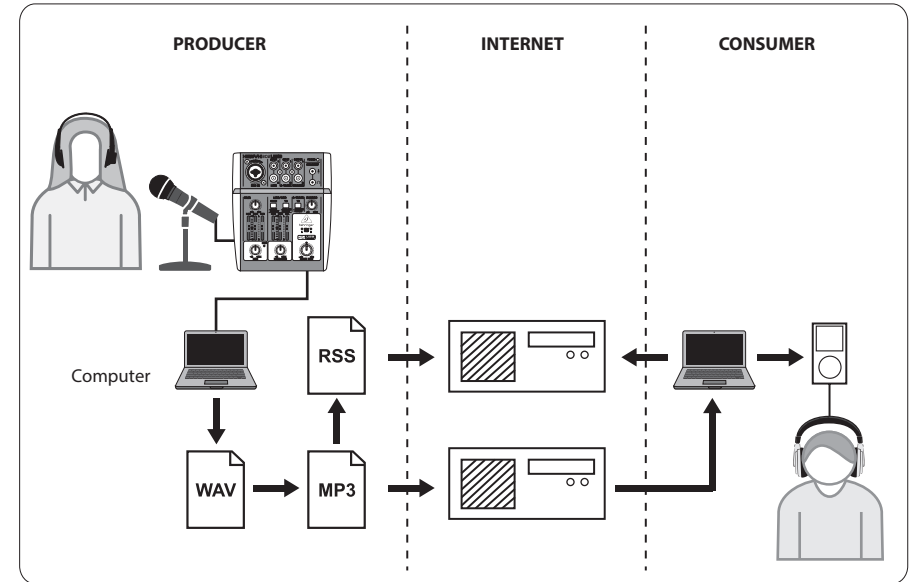 PRODUCER
INTERNET
CONSUMER
RSS
Computer
WAV
MP3